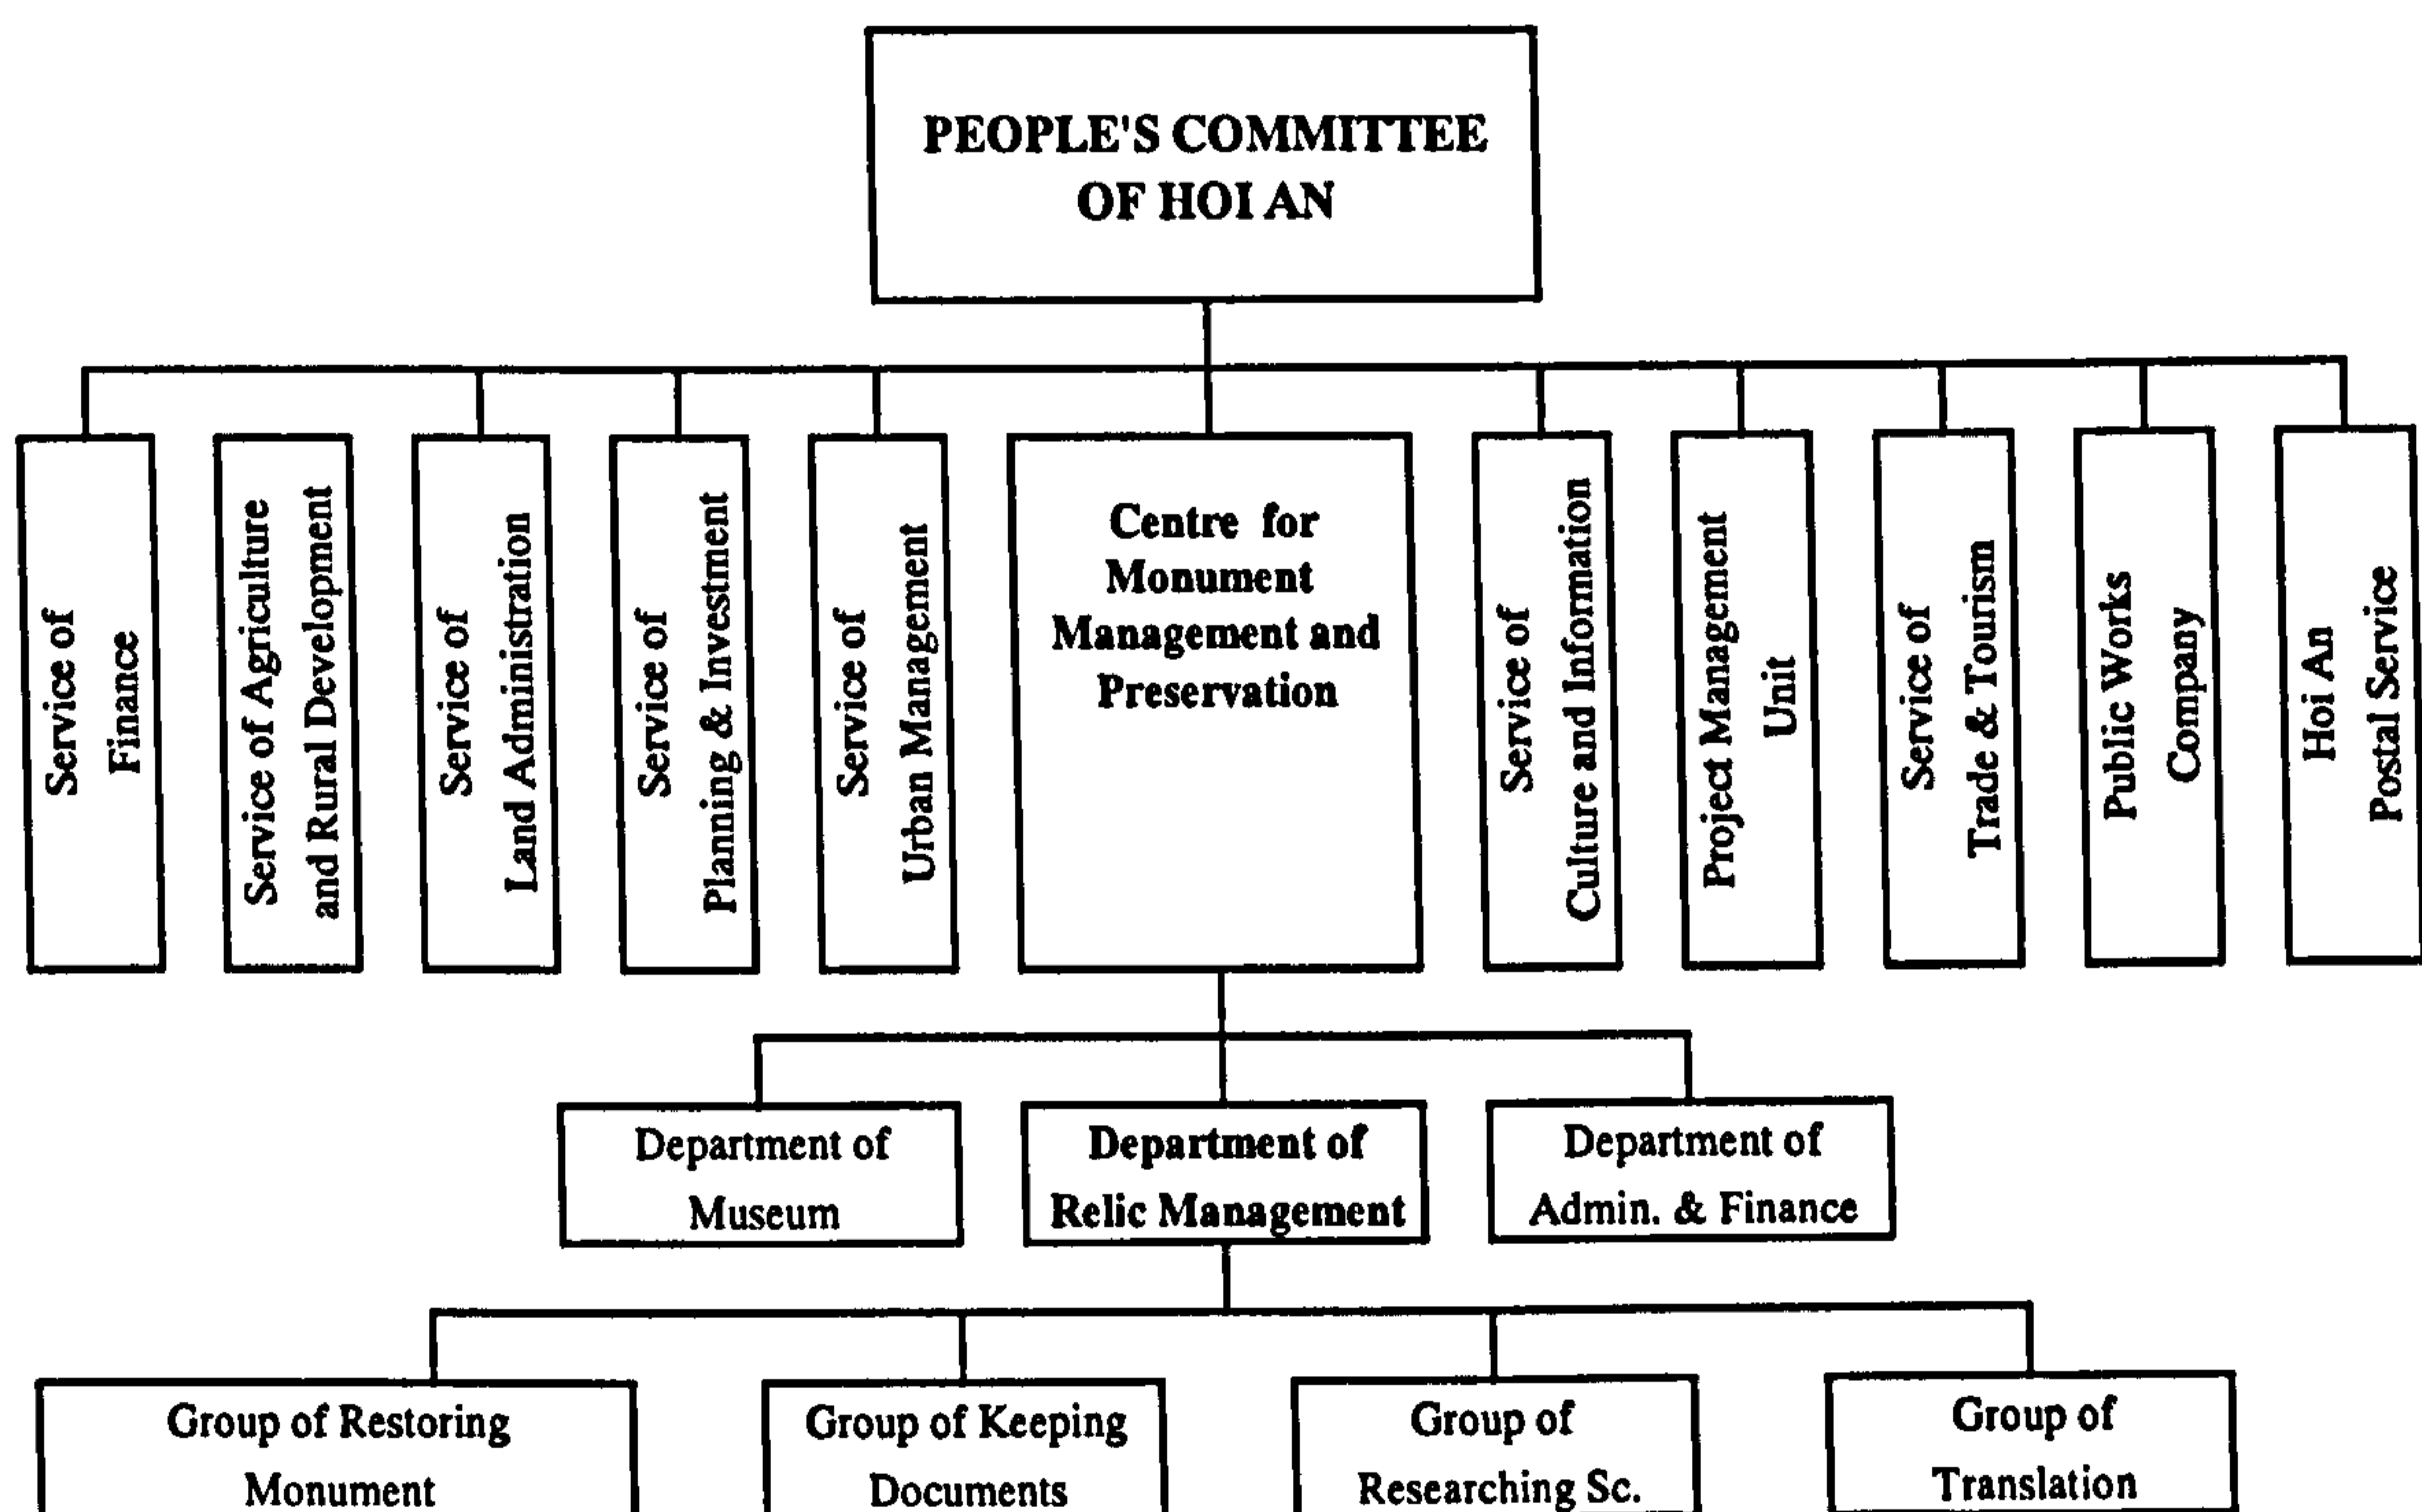 PEOPLE'S COMMITTEE
OF HOI AN
Service of
Finance
Service of Agriculture
and Rural Development
Service of
Land Administration
Service of
Planning & Investment
Service of
Urban Management
Centre for
Monument
Management and
Preservation
Service of
Culture and Information
Project Management
Unit
Service of
Trade & Tourism
Public Works
Company
Hoi An
Postal Service
Department of
Museum
Department of
Relic Management
Department of
Admin. & Finance
Group of Restoring
Monument
Group of Keeping
Documents
Group of
Researching Sc.
Group of
Translation